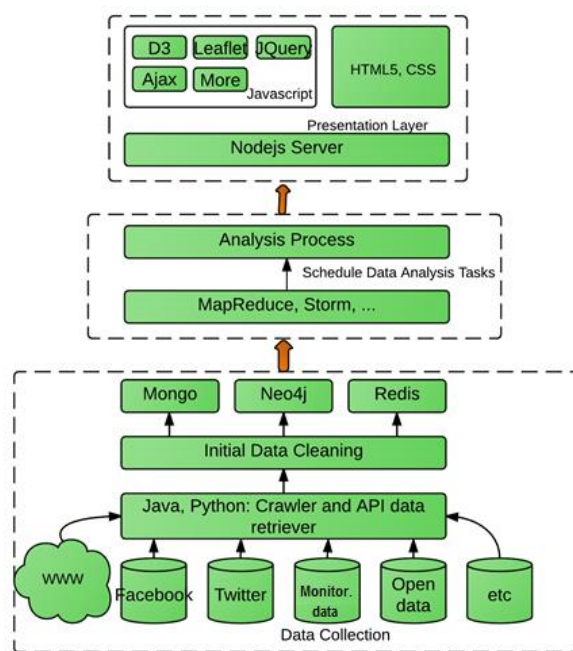 D3
Leaflet
JQuery
Ajax
More
Javascript
HTML5, CSS
Presentation Layer
Nodejs Server
Analysis Process
Schedule Data Analysis Tasks
MapReduce, Storm, ...
Mongo
Neo4j
Redis
Initial Data Cleaning
Java, Python: Crawler and API data
retriever
www
Facebook
Twitter
Monitor.
data
Open
data
etc
Data Collection